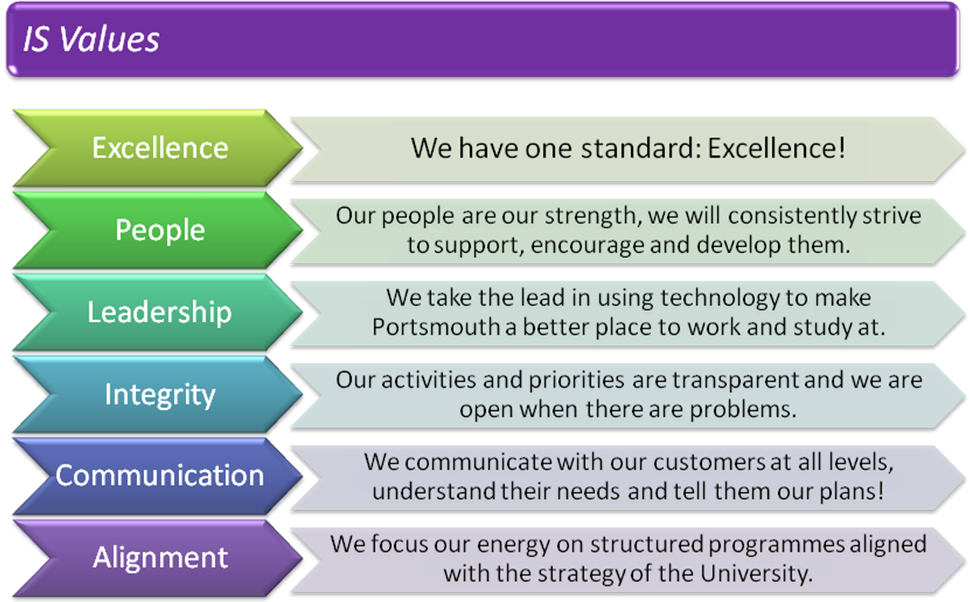 IS Values
Excellence
We have one standard: Excellence!
People
Our people are our strength, we will consistently strive
to support, encourage and develop them.
Leadership
We take the lead in using technology to make
Portsmouth a better place to work and study at.
Integrity
Our activities and priorities are transparent and we are
open when there are problems.
Communication
We communicate with our customers at all levels,
understand their needs and tell them our plans!
Alignment
We focus our energy on structured programmes aligned
with the strategy of the University.